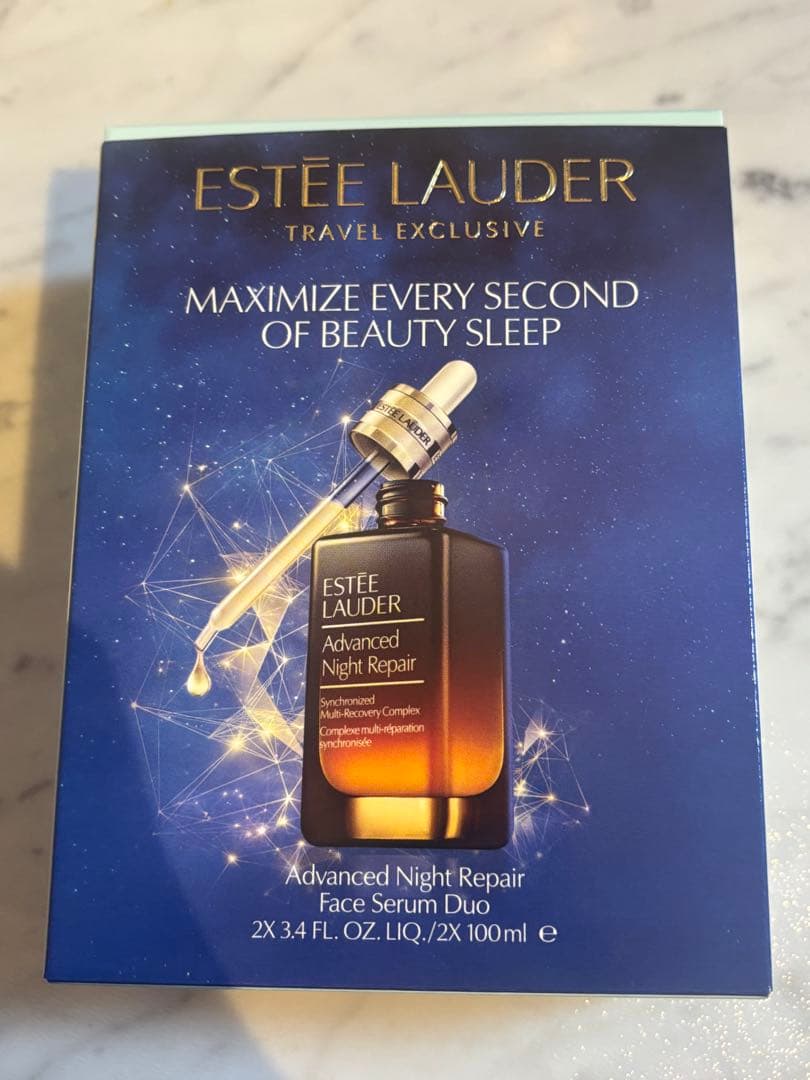 ESTĒE LAUDER
TRAVEL EXCLUSIVE
MAXIMIZE EVERY SECOND
OF BEAUTY SLEEP
ESTĒE LAUDER
ESTĒE
LAUDER
Advanced
Night Repair
Synchronized
Multi-Recovery Complex
Complexe multi-réparation
synchronisée
Advanced Night Repair
Face Serum Duo
2X 3.4 FL. OZ. LIQ./2X 100 ml ℮